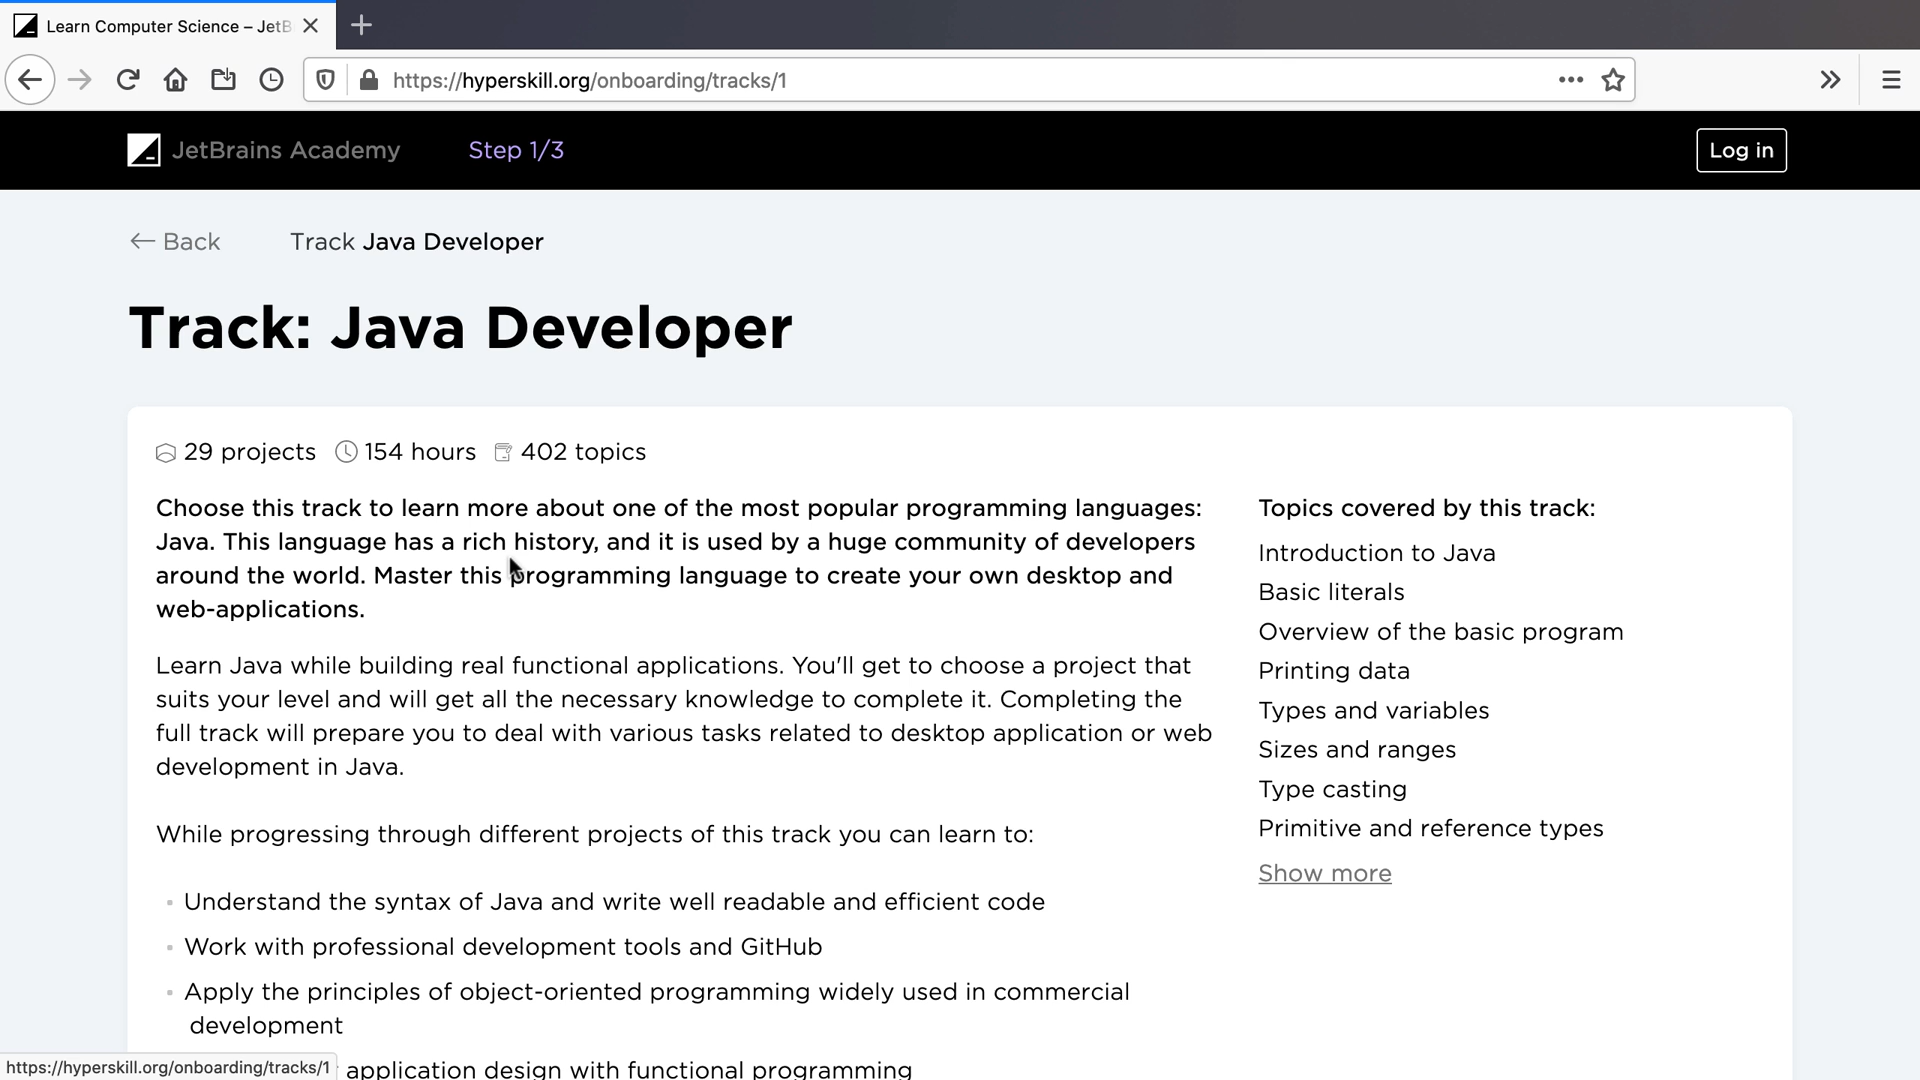 Learn Computer Science – JetB
https://hyperskill.org/onboarding/tracks/1
JetBrains Academy
Step 1/3
Log in
Back
Track Java Developer
Track: Java Developer
29 projects 154 hours 402 topics
Choose this track to learn more about one of the most popular programming languages:
Java. This language has a rich history, and it is used by a huge community of developers
around the world. Master this programming language to create your own desktop and
web-applications.
Learn Java while building real functional applications. You'll get to choose a project that
suits your level and will get all the necessary knowledge to complete it. Completing the
full track will prepare you to deal with various tasks related to desktop application or web
development in Java.
While progressing through different projects of this track you can learn to:
Understand the syntax of Java and write well readable and efficient code
Work with professional development tools and GitHub
Apply the principles of object-oriented programming widely used in commercial
development
application design with functional programming
Topics covered by this track:
Introduction to Java
Basic literals
Overview of the basic program
Printing data
Types and variables
Sizes and ranges
Type casting
Primitive and reference types
Show more
https://hyperskill.org/onboarding/tracks/1